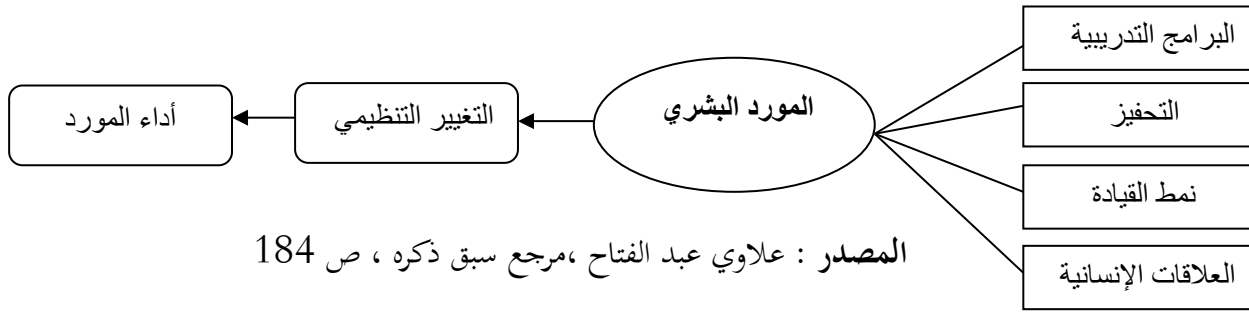 البرامج التدريبية
التحفيز
نمط القيادة
العلاقات الإنسانية
المورد البشري
التغيير التنظيمي
أداء المورد
المصدر : علاوي عبد الفتاح ،مرجع سبق ذكره ، ص 184